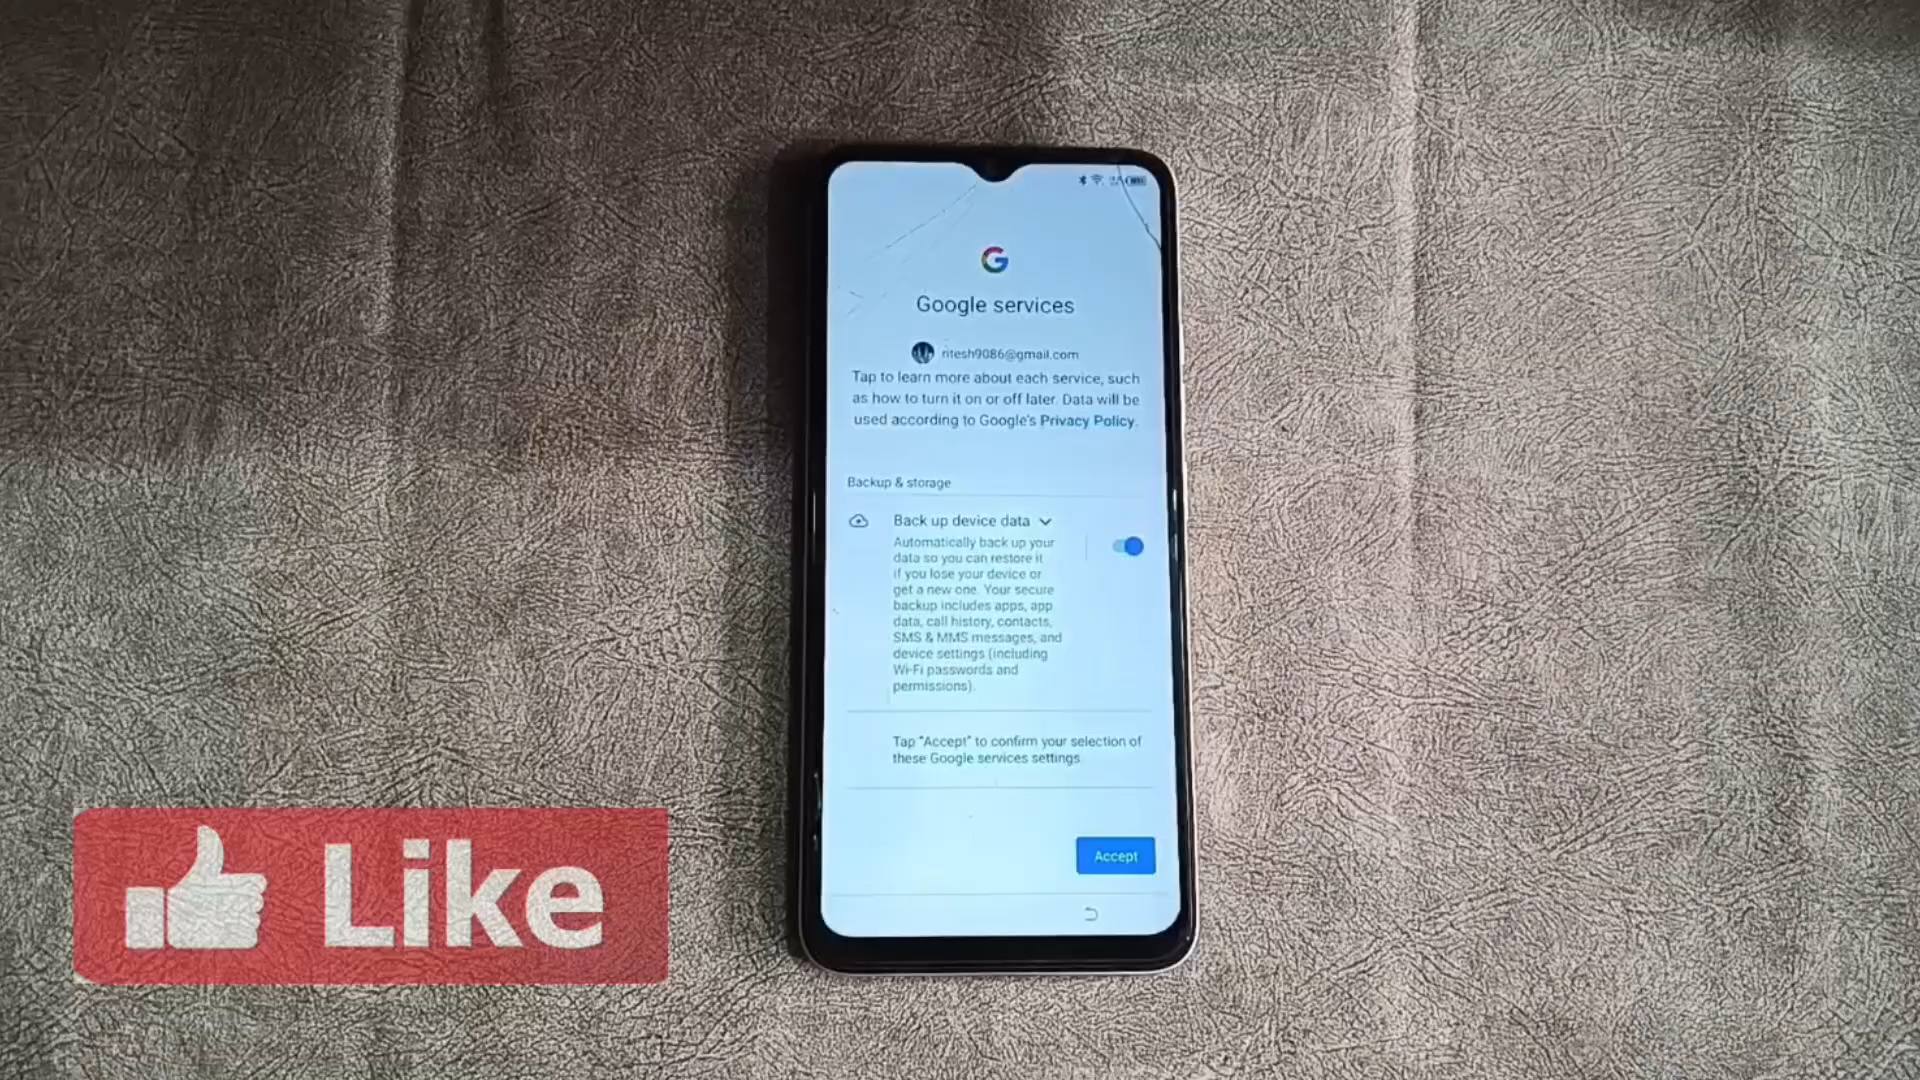 Google services
ritesh9086@gmail.com
Tap to learn more about each service, such
as how to turn it on or off later. Data will be
used according to Google's Privacy Policy.
Backup & storage
Back up device data
Automatically back up your
data so you can restore it
if you lose your device or
get a new one. Your secure
backup includes apps, app
data, call history, contacts,
SMS & MMS messages, and
device settings (including
Wi-Fi passwords and
permissions).
Tap "Accept" to confirm your selection of
these Google services settings.
Accept
Like